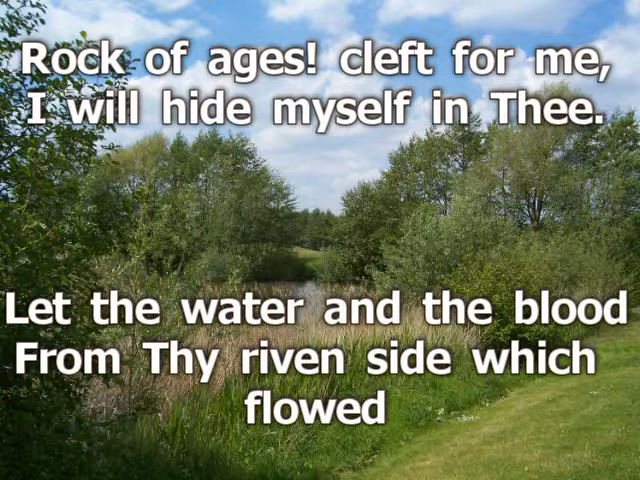 Rock of ages! cleft for me,
I will hide myself in Thee.
Let the water and the blood
From Thy riven side which
flowed